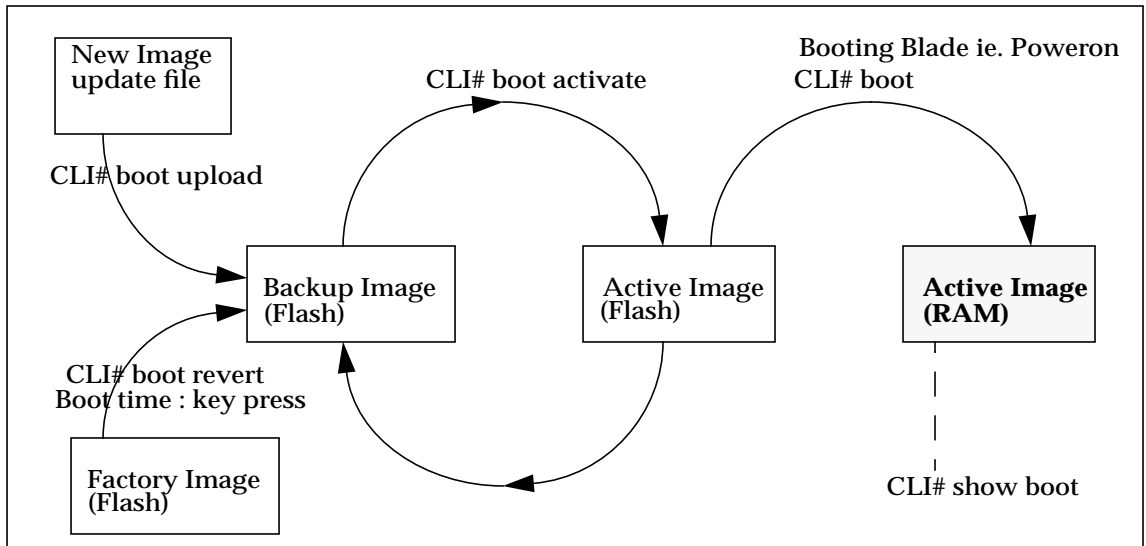 New Image
update file
CLI# boot activate
Booting Blade ie. Poweron
CLI# boot
CLI# boot upload
Backup Image
(Flash)
Active Image
(Flash)
Active Image
(RAM)
CLI# boot revert
Boot time : key press
Factory Image
(Flash)
CLI# show boot